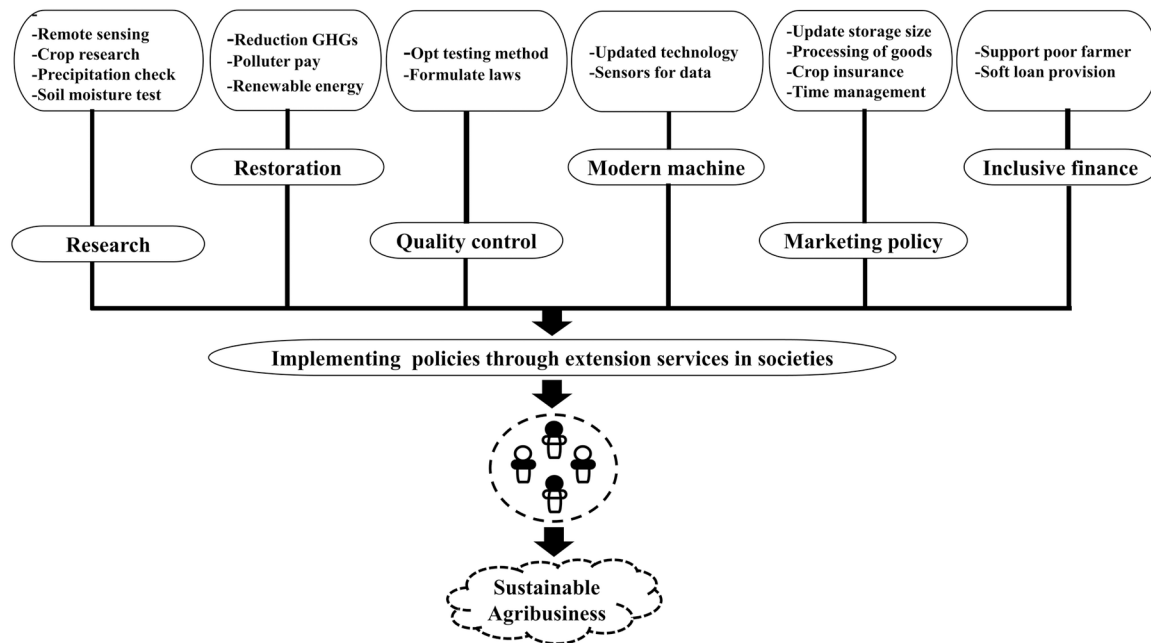 -
-Remote sensing
-Crop research
-Precipitation check
-Soil moisture test
-Reduction GHGs
-Polluter pay
-Renewable energy
-Opt testing method
-Formulate laws
-Updated technology
-Sensors for data
-Update storage size
-Processing of goods
-Crop insurance
-Time management
-Support poor farmer
-Soft loan provision
Restoration
Modern machine
Inclusive finance
Research
Quality control
Marketing policy
Implementing policies through extension services in societies
Sustainable
Agribusiness